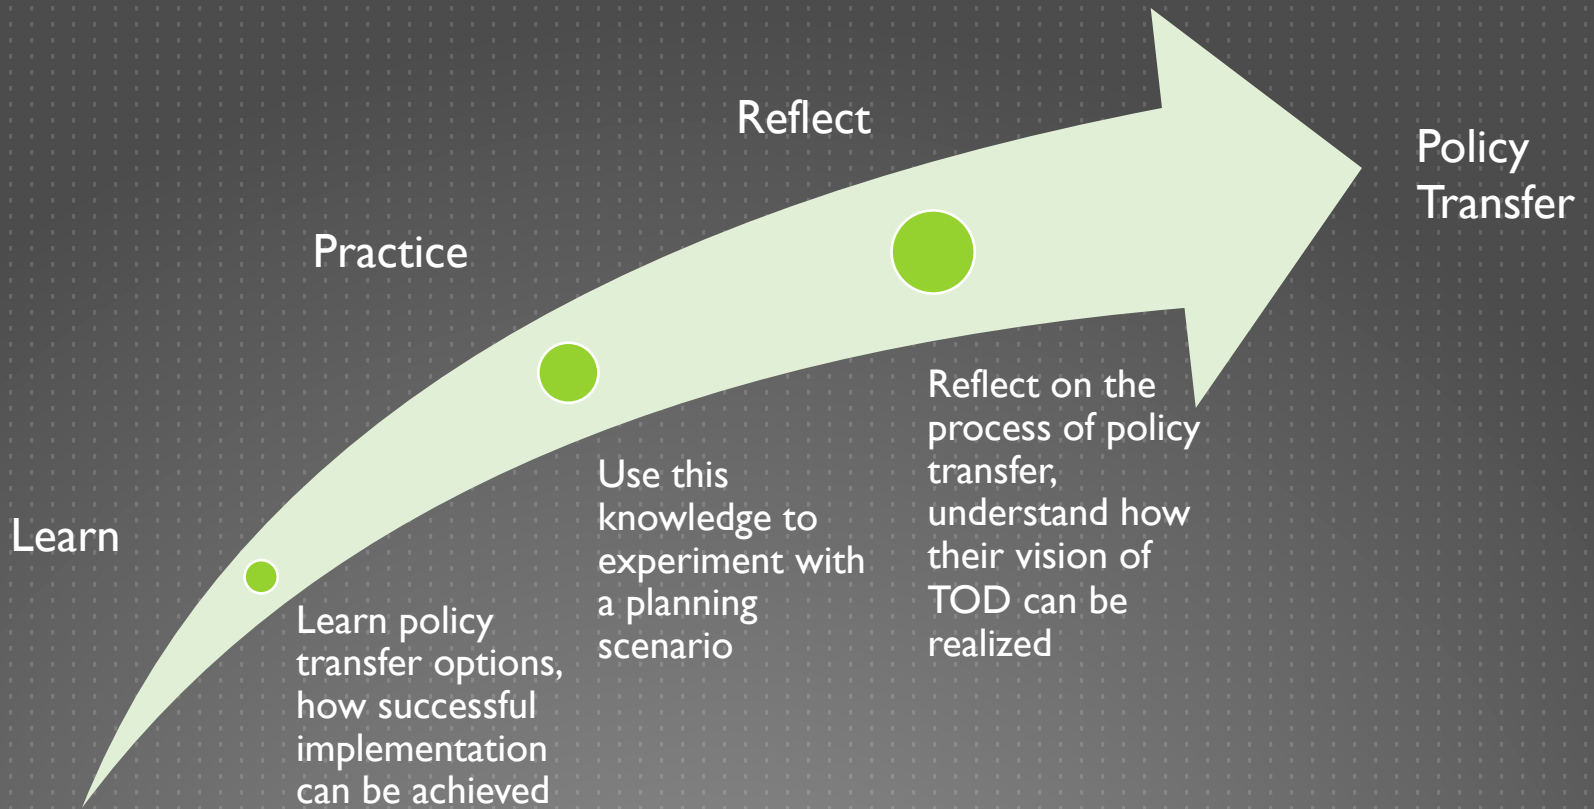 Learn
Learn policy
transfer options,
how successful
implementation
can be achieved
Practice
Use this
knowledge to
experiment with
a planning
scenario
Reflect
Reflect on the
process of policy
transfer,
understand how
their vision of
TOD can be
realized
Policy
Transfer